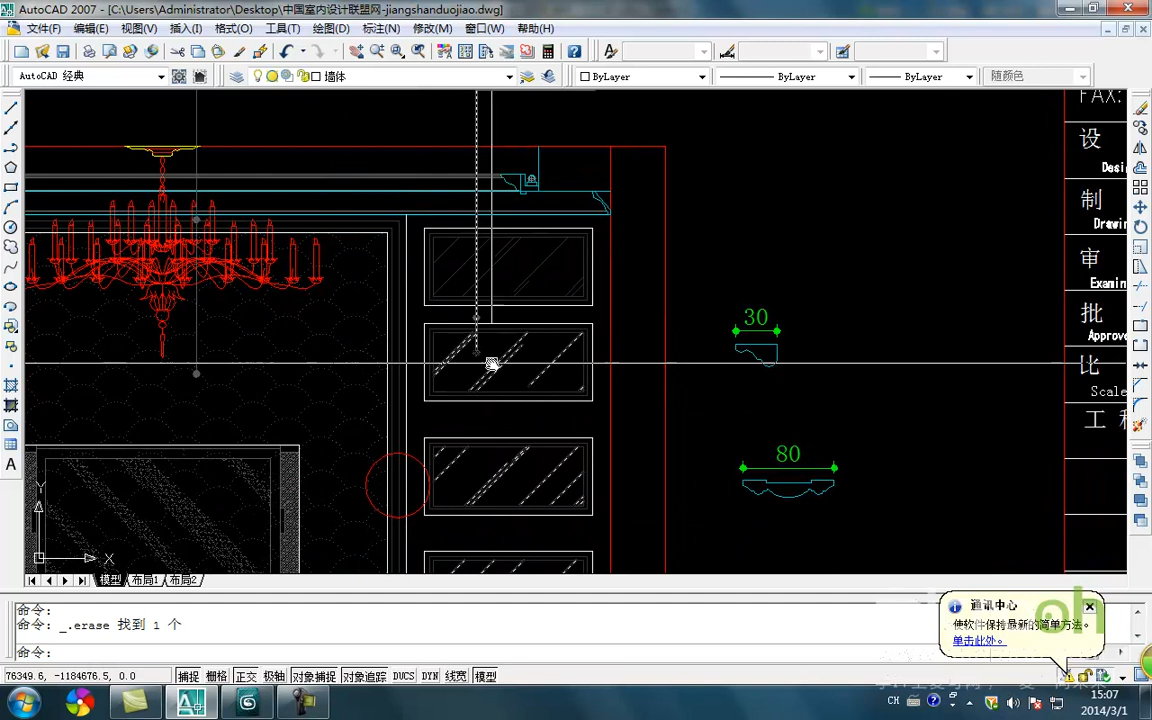 AutoCAD 2007 - [C:\Users\Administrator\Desktop\中国室内设计联盟网-jiangshanduojiao.dwg]
文件(F) 编辑(E) 视图(V) 插入(I) 格式(O) 工具(T) 绘图(D) 标注(N) 修改(M) 窗口(W) 帮助(H)
AutoCAD 经典 墙体 ByLayer ByLayer ByLayer 随颜色
FAX:
设
制
Drawin
审
Examin
30
批
Approve
比
Scale
工 程
80
Y
X
模型 布局1 布局2
命令:
命令: _.erase 找到 1 个
命令:
通讯中心
使软件保持最新的简单方法。
单击此处。
oh
76349.6, -1184676.5, 0.0 捕捉 栅格 正交 极轴 对象捕捉 对象追踪 DUCS DYN 线宽 模型
CH
15:07
2014/3/1